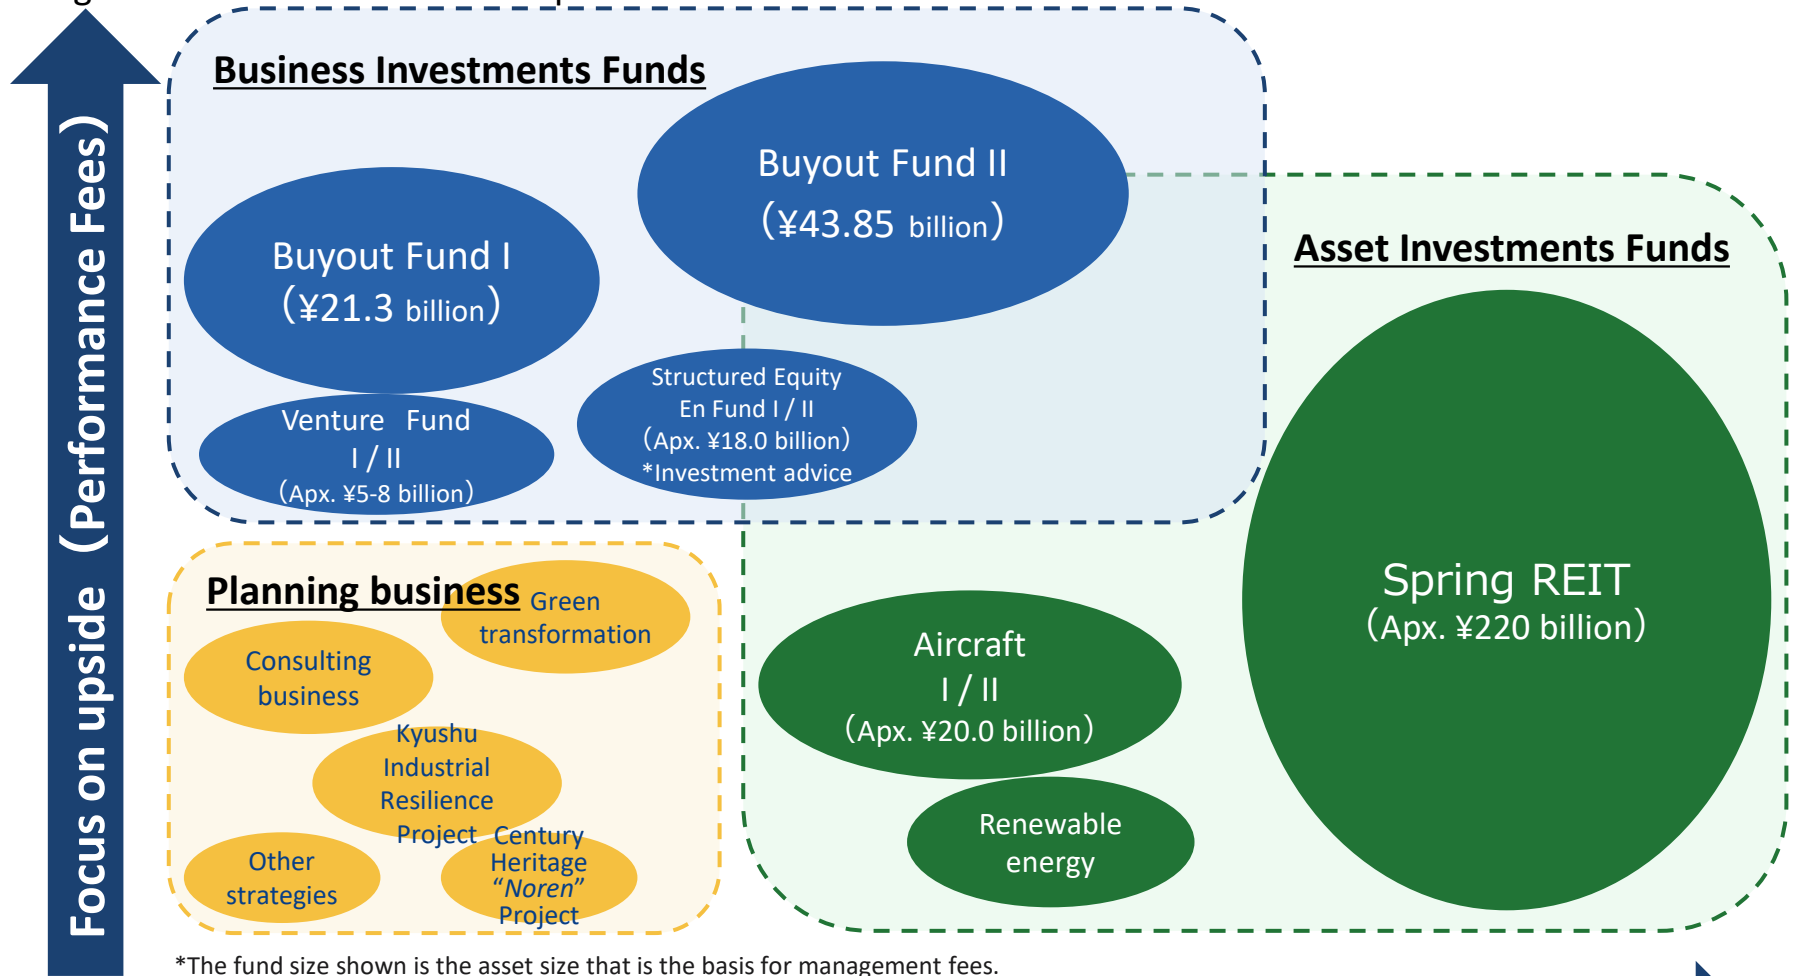 Focus on upside (Performance Fees)
Business Investments Funds
Buyout Fund II
(¥43.85 billion)
Buyout Fund I
(¥21.3 billion)
Structured Equity
En Fund I / II
(Apx. ¥18.0 billion)
*Investment advice
Venture Fund
I / II
(Apx. ¥5-8 billion)
Asset Investments Funds
Spring REIT
(Apx. ¥220 billion)
Aircraft
I / II
(Apx. ¥20.0 billion)
Renewable
energy
Planning business
Green
transformation
Consulting
business
Kyushu
Industrial
Resilience
Project
Century
Heritage
“Noren”
Project
Other
strategies
*The fund size shown is the asset size that is the basis for management fees.